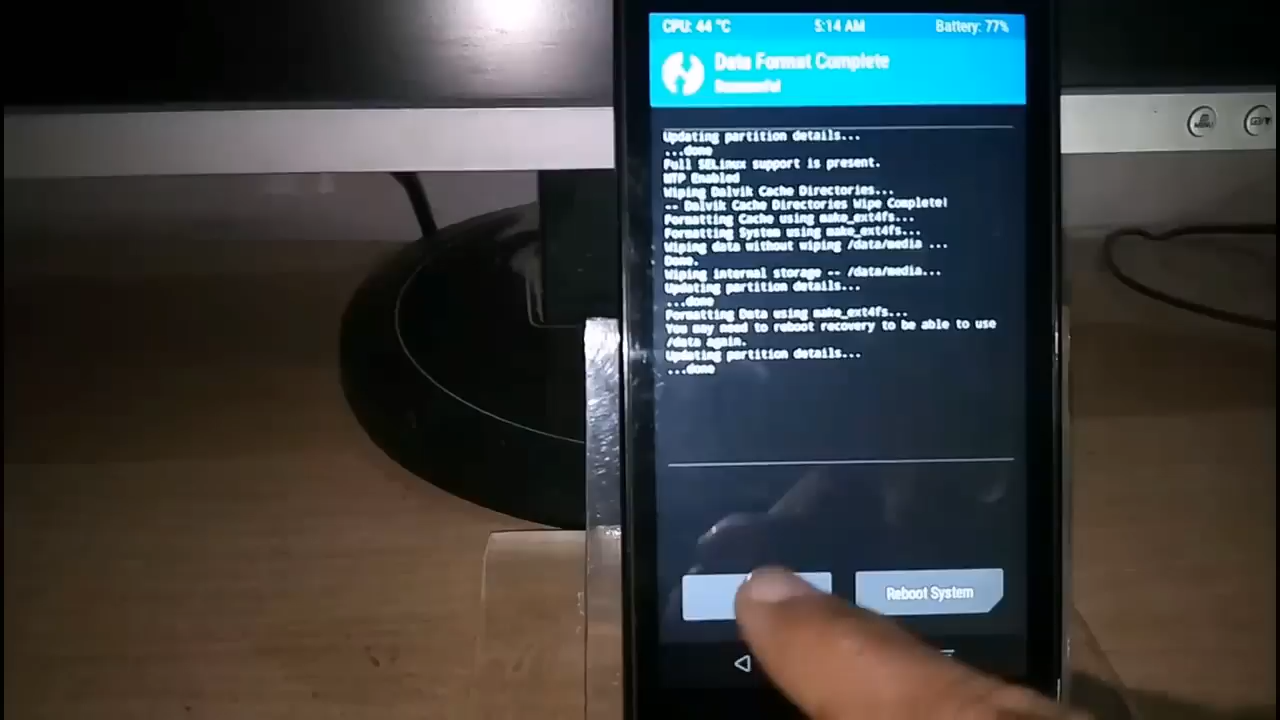 CPU: 44 °C 5:14 AM Battery: 77%
Data Format Complete
Successful
Updating partition details...
...done
Full SELinux support is present.
MTP Enabled
Wiping Dalvik Cache Directories...
-- Dalvik Cache Directories Wipe Complete!
Formatting Cache using make_ext4fs...
Formatting System using make_ext4fs...
Wiping data without wiping /data/media ...
Done.
Wiping internal storage -- /data/media...
Updating partition details...
...done
Formatting Data using make_ext4fs...
You may need to reboot recovery to be able to use
/data again.
Updating partition details...
...done
Reboot System
MENU